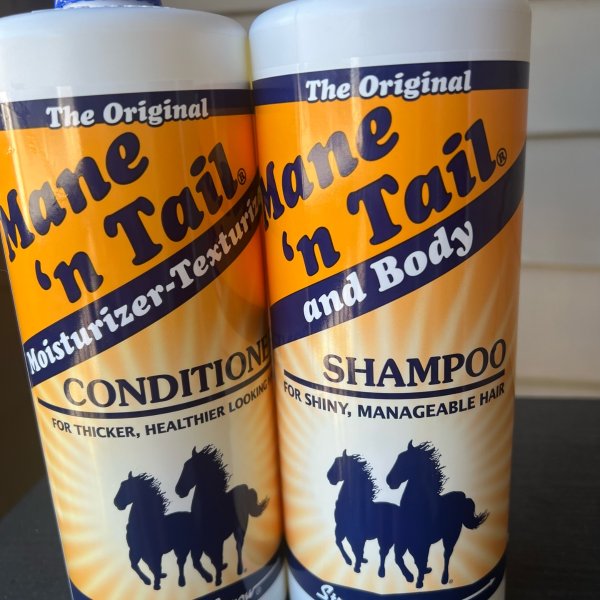 The Original
Mane
'n Tail®
Moisturizer-Texturize
CONDITIONE
FOR THICKER, HEALTHIER LOOKING
The Original
Mane
'n Tail®
and Body
SHAMPOO
FOR SHINY, MANAGEABLE HAIR